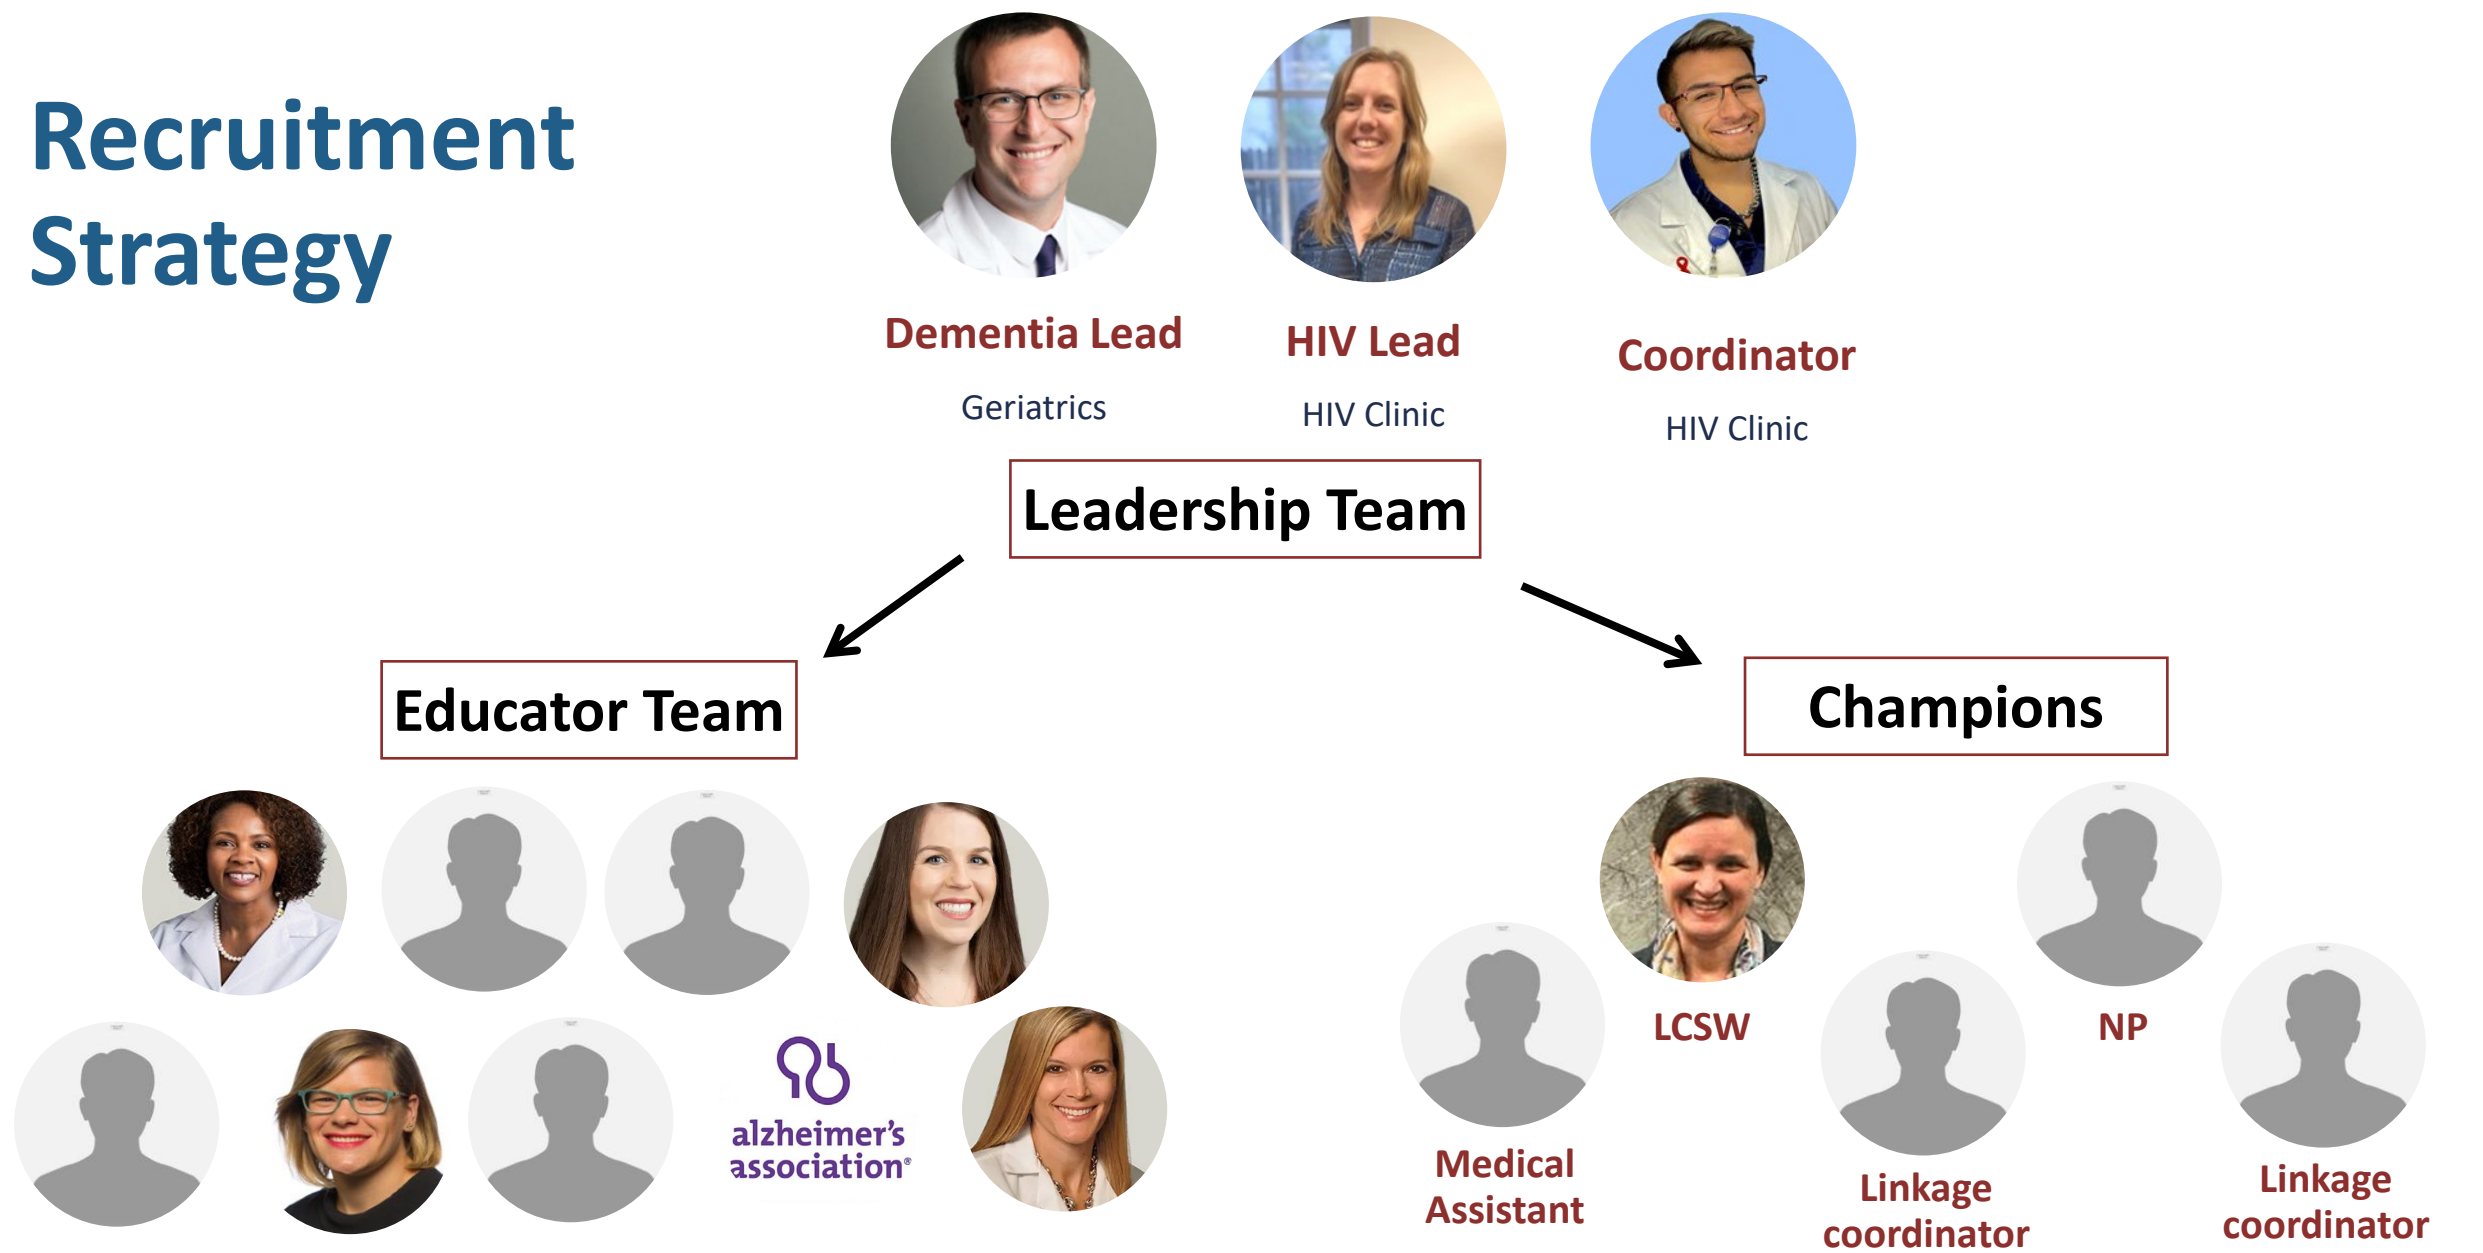 Recruitment
Strategy
Dementia Lead
HIV Lead
Coordinator
Geriatrics
HIV Clinic
HIV Clinic
Leadership Team
Educator Team
Champions
alzheimer's
association®
LCSW
NP
Medical
Assistant
Linkage
coordinator
Linkage
coordinator